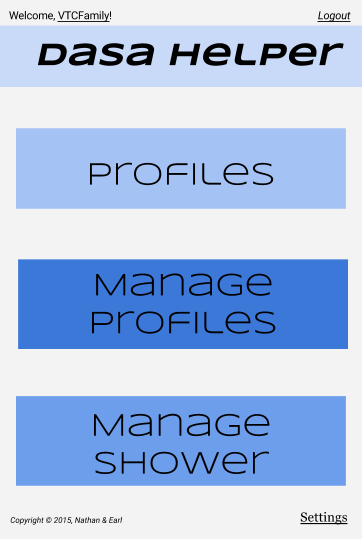 Welcome, VTCFamily!
Logout
Dasa Helper
Profiles
Manage
Profiles
Manage
Shower
Copyright © 2015, Nathan & Earl
Settings